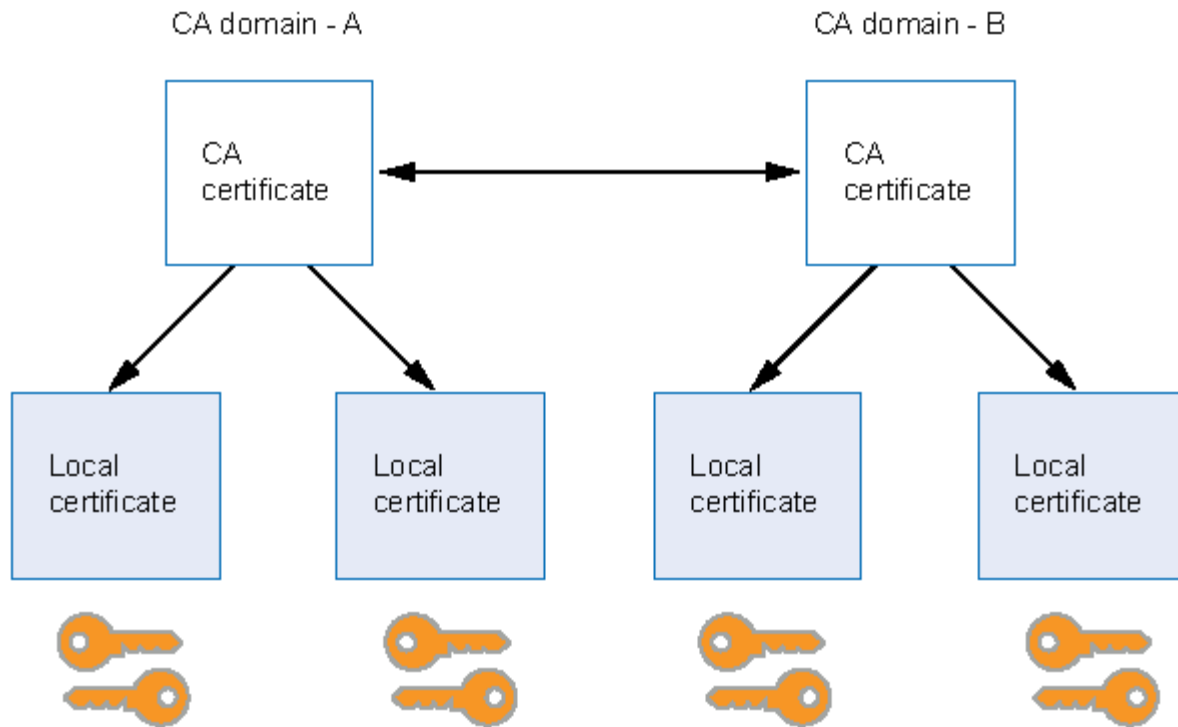 CA domain - A
CA domain - B
CA
certificate
CA
certificate
Local
certificate
Local
certificate
Local
certificate
Local
certificate